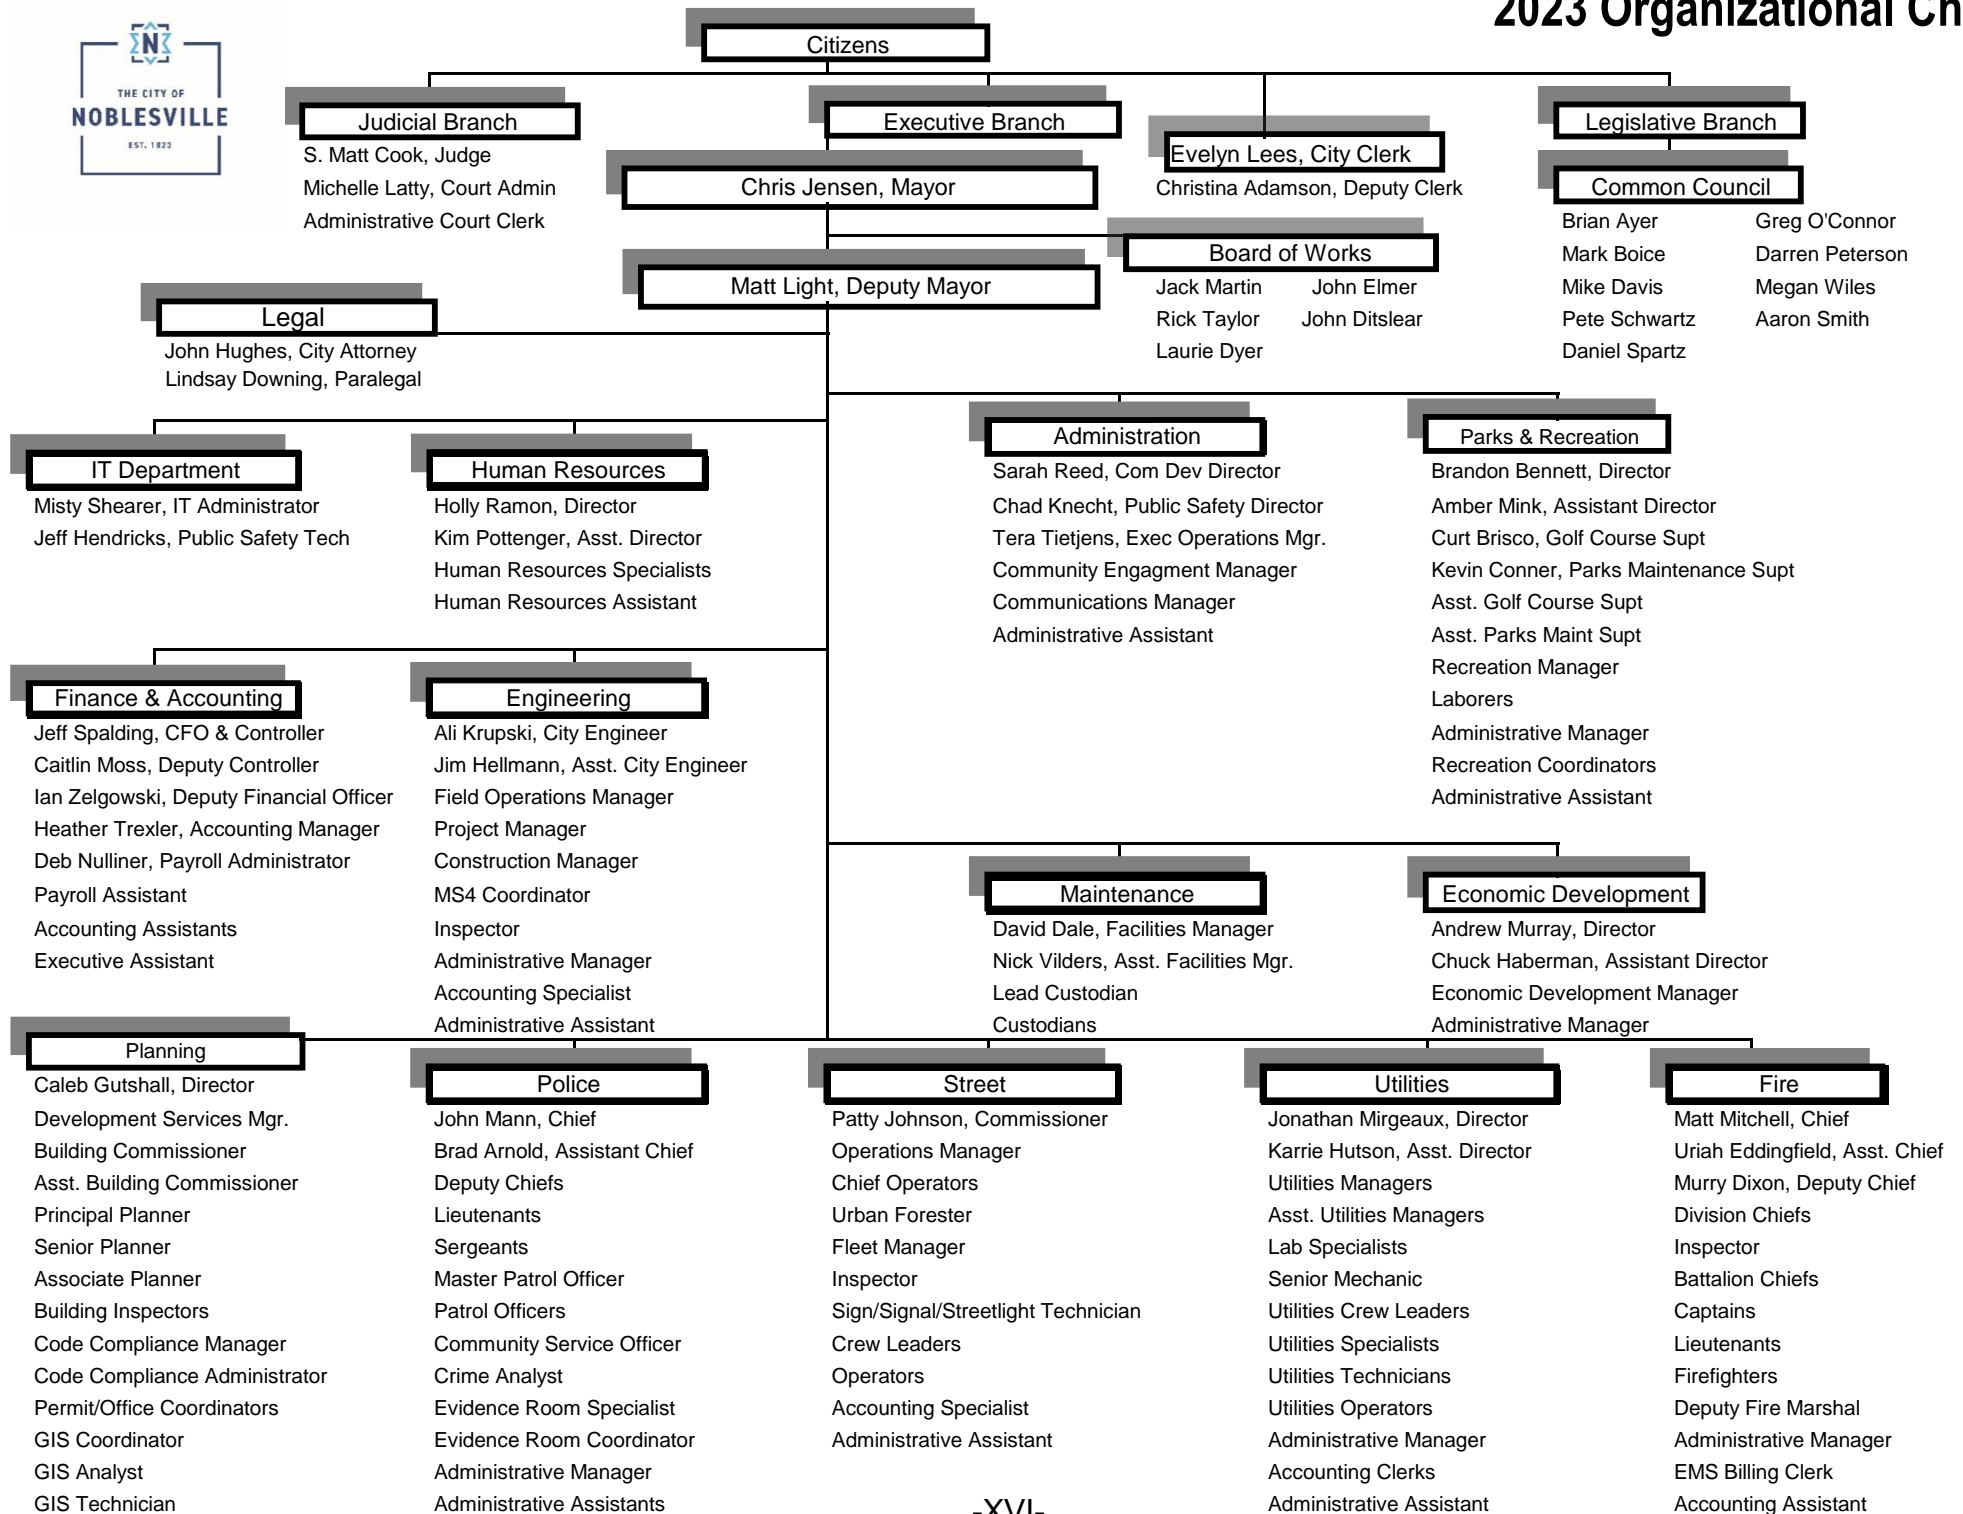 2023 Organizational Ch
THE CITY OF
NOBLESVILLE
EST. 1823
Citizens
Judicial Branch
S. Matt Cook, Judge
Michelle Latty, Court Admin
Administrative Court Clerk
Executive Branch
Chris Jensen, Mayor
Evelyn Lees, City Clerk
Christina Adamson, Deputy Clerk
Legislative Branch
Common Council
Brian Ayer Greg O'Connor
Mark Boice Darren Peterson
Mike Davis Megan Wiles
Pete Schwartz Aaron Smith
Daniel Spartz
Board of Works
Jack Martin John Elmer
Rick Taylor John Ditslear
Laurie Dyer
Matt Light, Deputy Mayor
Legal
John Hughes, City Attorney
Lindsay Downing, Paralegal
IT Department
Misty Shearer, IT Administrator
Jeff Hendricks, Public Safety Tech
Human Resources
Holly Ramon, Director
Kim Pottenger, Asst. Director
Human Resources Specialists
Human Resources Assistant
Administration
Sarah Reed, Com Dev Director
Chad Knecht, Public Safety Director
Tera Tietjens, Exec Operations Mgr.
Community Engagment Manager
Communications Manager
Administrative Assistant
Parks & Recreation
Brandon Bennett, Director
Amber Mink, Assistant Director
Curt Brisco, Golf Course Supt
Kevin Conner, Parks Maintenance Supt
Asst. Golf Course Supt
Asst. Parks Maint Supt
Recreation Manager
Laborers
Administrative Manager
Recreation Coordinators
Administrative Assistant
Finance & Accounting
Jeff Spalding, CFO & Controller
Caitlin Moss, Deputy Controller
Ian Zelgowski, Deputy Financial Officer
Heather Trexler, Accounting Manager
Deb Nulliner, Payroll Administrator
Payroll Assistant
Accounting Assistants
Executive Assistant
Engineering
Ali Krupski, City Engineer
Jim Hellmann, Asst. City Engineer
Field Operations Manager
Project Manager
Construction Manager
MS4 Coordinator
Inspector
Administrative Manager
Accounting Specialist
Administrative Assistant
Maintenance
David Dale, Facilities Manager
Nick Vilders, Asst. Facilities Mgr.
Lead Custodian
Custodians
Economic Development
Andrew Murray, Director
Chuck Haberman, Assistant Director
Economic Development Manager
Administrative Manager
Planning
Caleb Gutshall, Director
Development Services Mgr.
Building Commissioner
Asst. Building Commissioner
Principal Planner
Senior Planner
Associate Planner
Building Inspectors
Code Compliance Manager
Code Compliance Administrator
Permit/Office Coordinators
GIS Coordinator
GIS Analyst
GIS Technician
Police
John Mann, Chief
Brad Arnold, Assistant Chief
Deputy Chiefs
Lieutenants
Sergeants
Master Patrol Officer
Patrol Officers
Community Service Officer
Crime Analyst
Evidence Room Specialist
Evidence Room Coordinator
Administrative Manager
Administrative Assistants
Street
Patty Johnson, Commissioner
Operations Manager
Chief Operators
Urban Forester
Fleet Manager
Inspector
Sign/Signal/Streetlight Technician
Crew Leaders
Operators
Accounting Specialist
Administrative Assistant
Utilities
Jonathan Mirgeaux, Director
Karrie Hutson, Asst. Director
Utilities Managers
Asst. Utilities Managers
Lab Specialists
Senior Mechanic
Utilities Crew Leaders
Utilities Specialists
Utilities Technicians
Utilities Operators
Administrative Manager
Accounting Clerks
Administrative Assistant
Fire
Matt Mitchell, Chief
Uriah Eddingfield, Asst. Chief
Murry Dixon, Deputy Chief
Division Chiefs
Inspector
Battalion Chiefs
Captains
Lieutenants
Firefighters
Deputy Fire Marshal
Administrative Manager
EMS Billing Clerk
Accounting Assistant
-XVI-